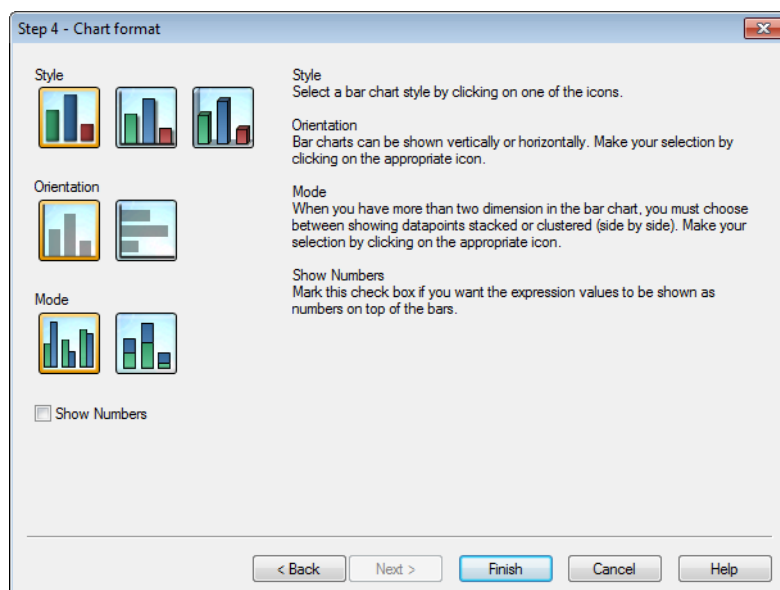 Step 4 - Chart format
Style
Orientation
Mode
Show Numbers
Style
Select a bar chart style by clicking on one of the icons.
Orientation
Bar charts can be shown vertically or horizontally. Make your selection by
clicking on the appropriate icon.
Mode
When you have more than two dimension in the bar chart, you must choose
between showing datapoints stacked or clustered (side by side). Make your
selection by clicking on the appropriate icon.
Show Numbers
Mark this check box if you want the expression values to be shown as
numbers on top of the bars.
< Back
Next >
Finish
Cancel
Help